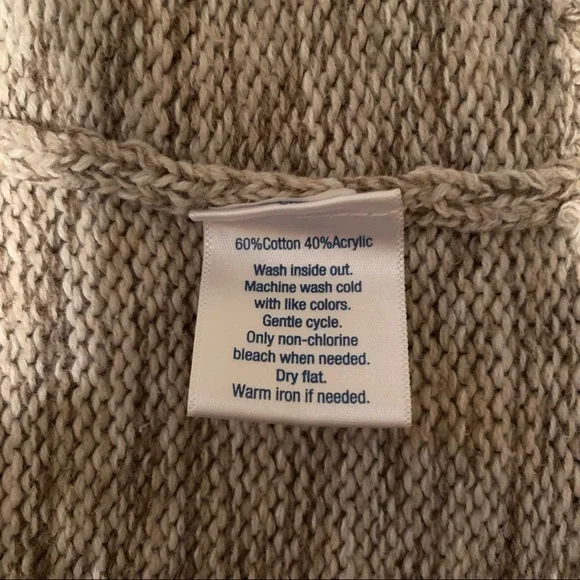 60%Cotton 40%Acrylic
Wash inside out.
Machine wash cold
with like colors.
Gentle cycle.
Only non-chlorine
bleach when needed.
Dry flat.
Warm iron if needed.